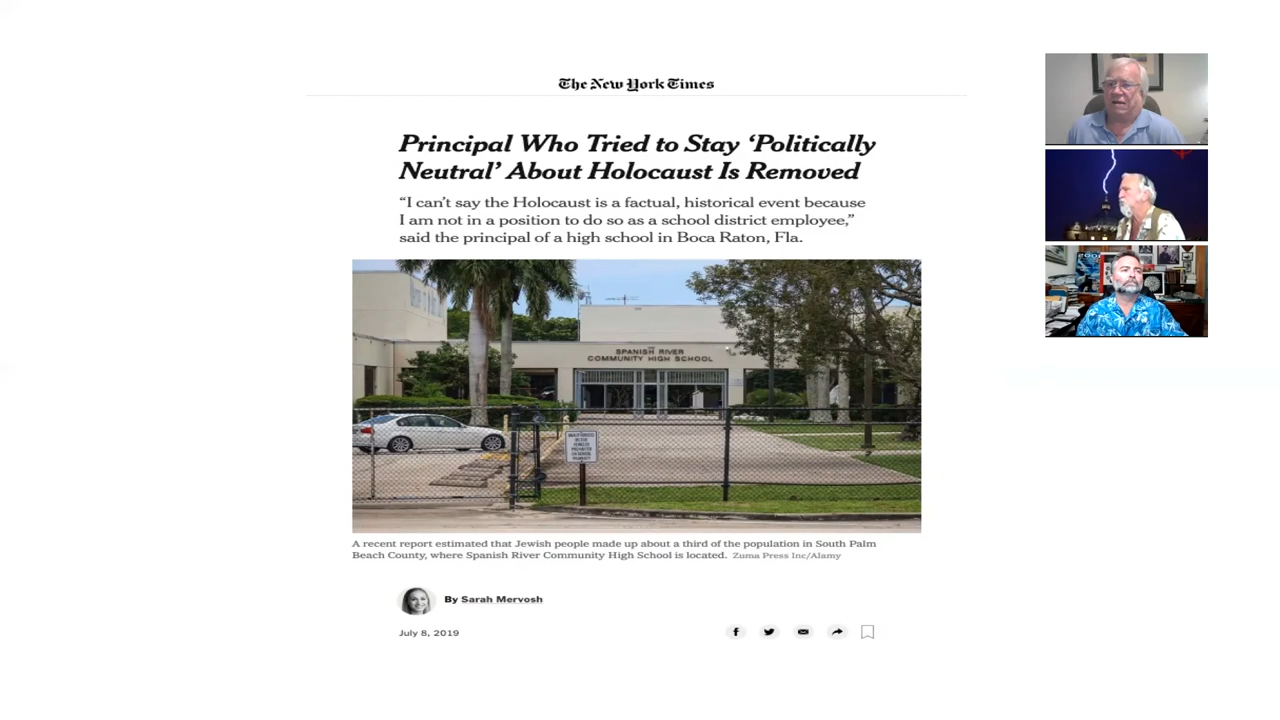 The New York Times
Principal Who Tried to Stay ‘Politically
Neutral’ About Holocaust Is Removed
“I can’t say the Holocaust is a factual, historical event because
I am not in a position to do so as a school district employee,”
said the principal of a high school in Boca Raton, Fla.
SPANISH RIVER
COMMUNITY HIGH SCHOOL
A recent report estimated that Jewish people made up about a third of the population in South Palm
Beach County, where Spanish River Community High School is located. Zuma Press Inc/Alamy
By Sarah Mervosh
July 8, 2019